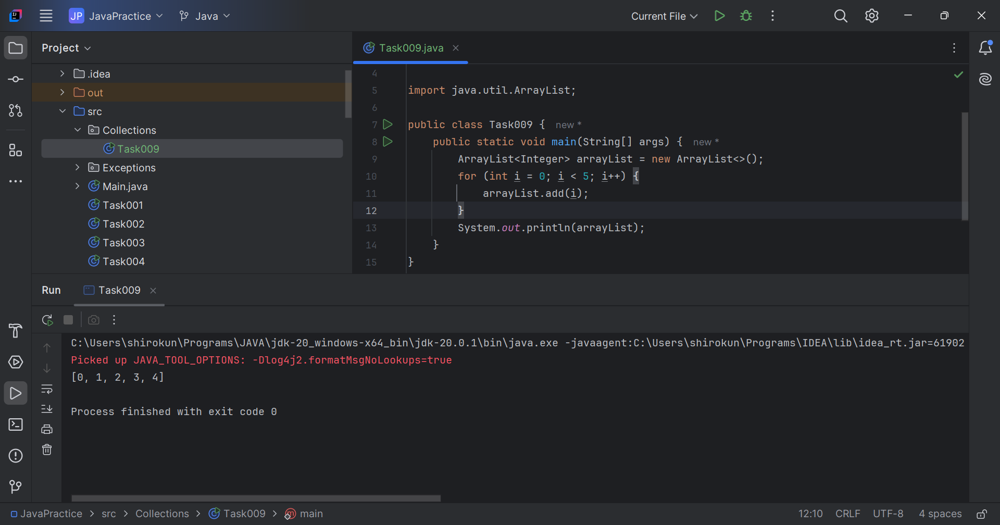 JP JavaPractice Java Current File
Project
.idea
out
src
Collections
Task009
Exceptions
Main.java
Task001
Task002
Task003
Task004
Task009.java
4
5 import java.util.ArrayList;
6
7 public class Task009 { new *
8 public static void main(String[] args) { new *
9 ArrayList<Integer> arrayList = new ArrayList<>();
10 for (int i = 0; i < 5; i++) {
11 arrayList.add(i);
12 }
13 System.out.println(arrayList);
14 }
15 }
Run Task009
C:\Users\shirokun\Programs\JAVA\jdk-20_windows-x64_bin\jdk-20.0.1\bin\java.exe -javaagent:C:\Users\shirokun\Programs\IDEA\lib\idea_rt.jar=61902
Picked up JAVA_TOOL_OPTIONS: -Dlog4j2.formatMsgNoLookups=true
[0, 1, 2, 3, 4]
Process finished with exit code 0
JavaPractice > src > Collections > Task009 > main 12:10 CRLF UTF-8 4 spaces